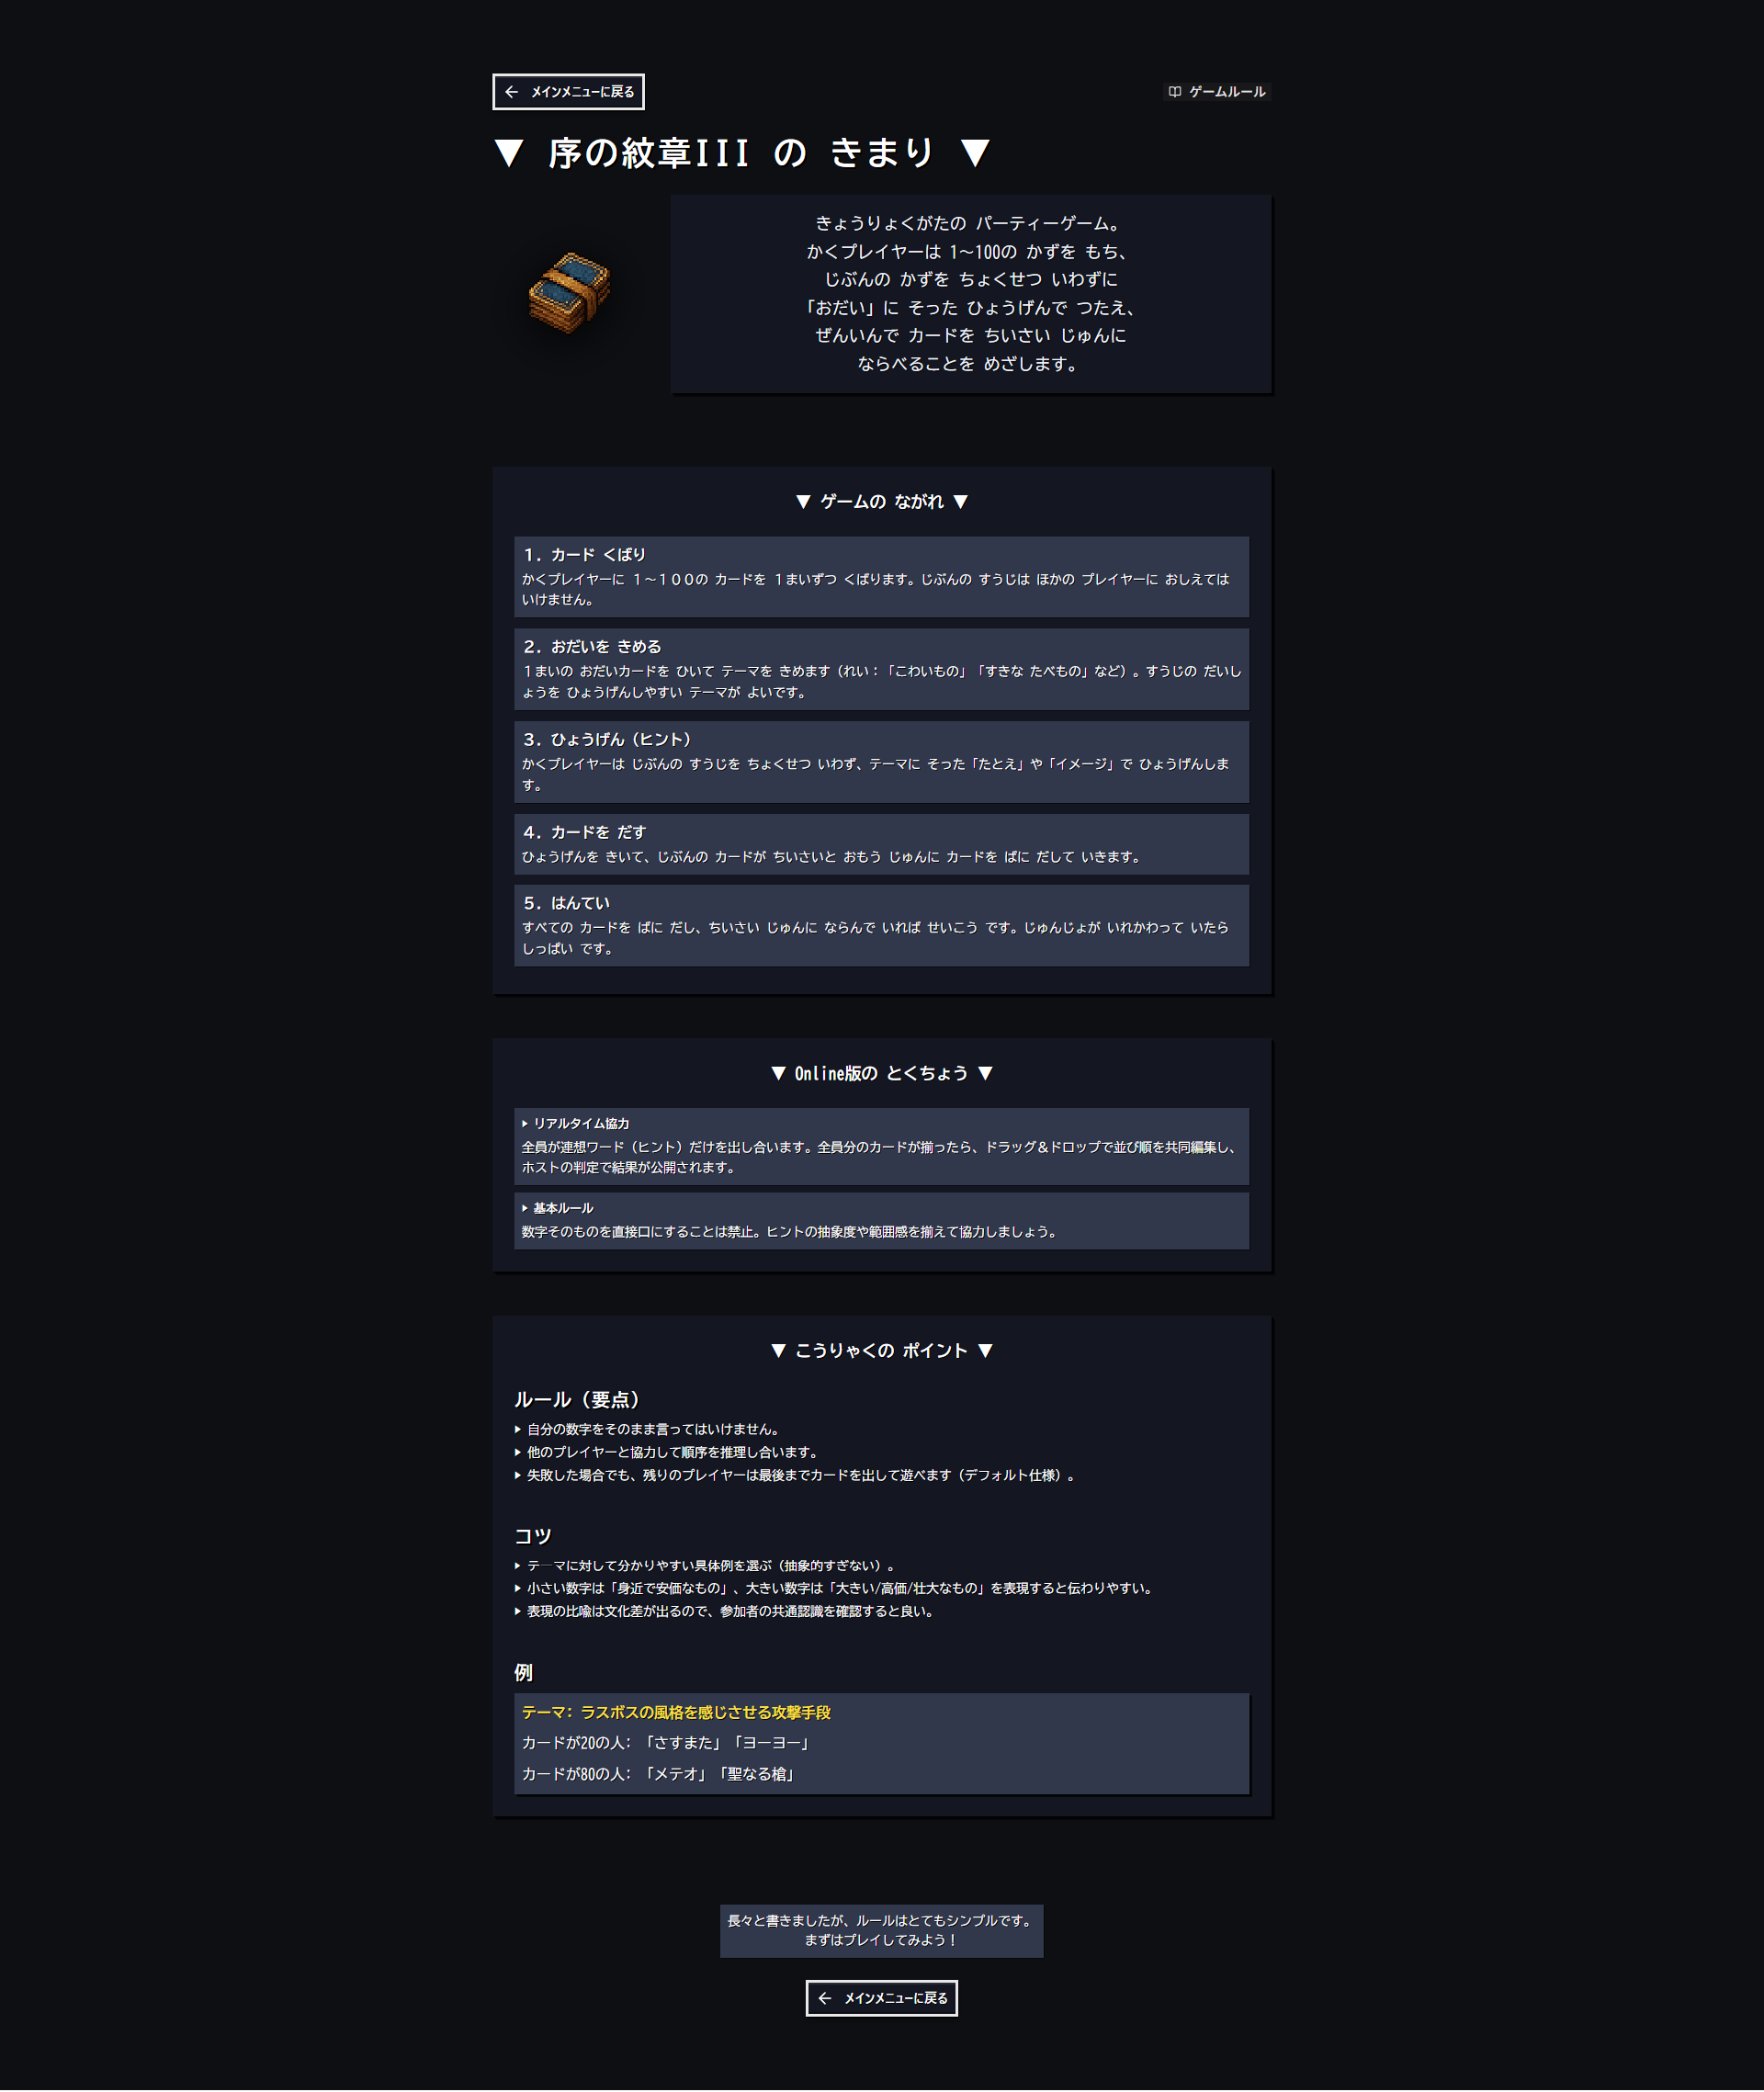 ← メインメニューに戻る
ゲームルール
▼ 序の紋章III の きまり ▼
きょうりょくがたの パーティーゲーム。
かくプレイヤーは 1〜100の かずを もち、
じぶんの かずを ちょくせつ いわずに
「おだい」に そった ひょうげんで つたえ、
ぜんいんで カードを ちいさい じゅんに
ならべることを めざします。
▼ ゲームの ながれ ▼
１．カード くばり
かくプレイヤーに １〜１００の カードを １まいずつ くばります。じぶんの すうじは ほかの プレイヤーに おしえては
いけません。
２．おだいを きめる
１まいの おだいカードを ひいて テーマを きめます（れい：「こわいもの」「すきな たべもの」など）。すうじの だいし
ょうを ひょうげんしやすい テーマが よいです。
３．ひょうげん（ヒント）
かくプレイヤーは じぶんの すうじを ちょくせつ いわず、テーマに そった「たとえ」や「イメージ」で ひょうげんしま
す。
４．カードを だす
ひょうげんを きいて、じぶんの カードが ちいさいと おもう じゅんに カードを ばに だして いきます。
５．はんてい
すべての カードを ばに だし、ちいさい じゅんに ならんで いれば せいこう です。じゅんじょが いれかわって いたら
しっぱい です。
▼ Online版の とくちょう ▼
▶ リアルタイム協力
全員が連想ワード（ヒント）だけを出し合います。全員分のカードが揃ったら、ドラッグ＆ドロップで並び順を共同編集し、
ホストの判定で結果が公開されます。
▶ 基本ルール
数字そのものを直接口にすることは禁止。ヒントの抽象度や範囲感を揃えて協力しましょう。
▼ こうりゃくの ポイント ▼
ルール（要点）
▶ 自分の数字をそのまま言ってはいけません。
▶ 他のプレイヤーと協力して順序を推理し合います。
▶ 失敗した場合でも、残りのプレイヤーは最後までカードを出して遊べます（デフォルト仕様）。
コツ
▶ テーマに対して分かりやすい具体例を選ぶ（抽象的すぎない）。
▶ 小さい数字は「身近で安価なもの」、大きい数字は「大きい/高価/壮大なもの」を表現すると伝わりやすい。
▶ 表現の比喩は文化差が出るので、参加者の共通認識を確認すると良い。
例
テーマ: ラスボスの風格を感じさせる攻撃手段
カードが20の人: 「さすまた」「ヨーヨー」
カードが80の人: 「メテオ」「聖なる槍」
長々と書きましたが、ルールはとてもシンプルです。
まずはプレイしてみよう！
← メインメニューに戻る